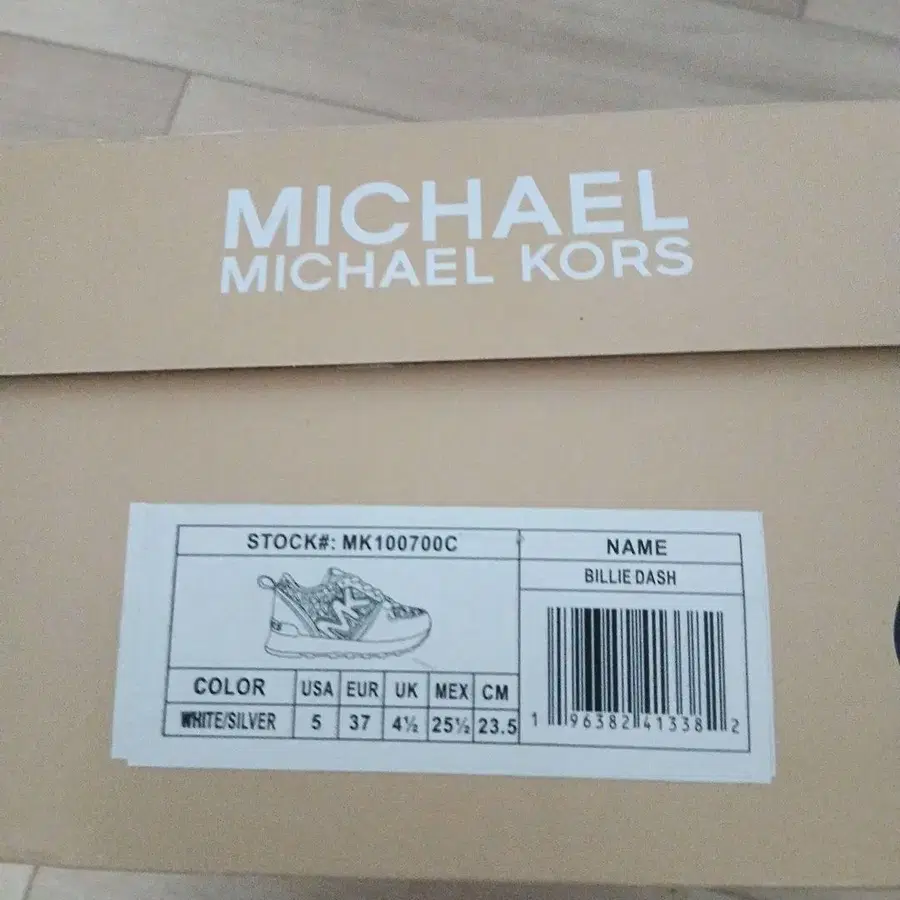 MICHAEL
MICHAEL KORS
STOCK#: MK100700C
NAME
BILLIE DASH
MK
COLOR USA EUR UK MEX CM
WHITE/SILVER 5 37 4½ 25½ 23.5
1 96382 41338 2